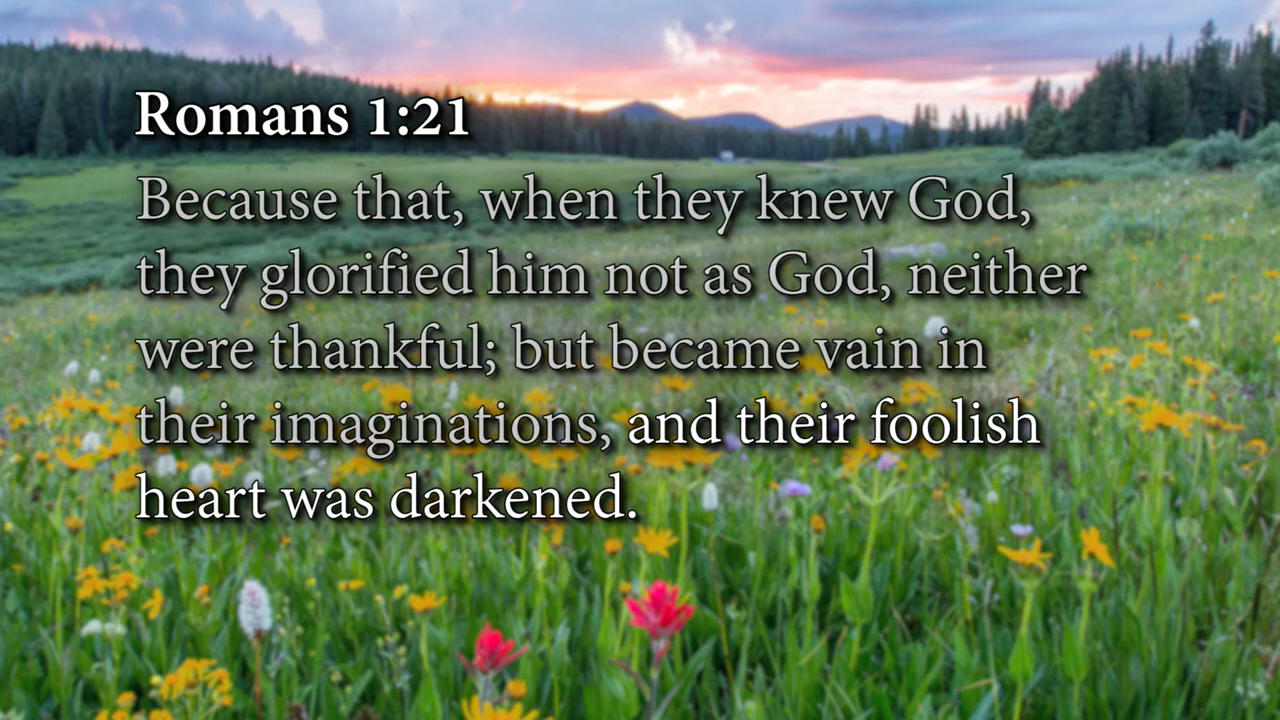 Romans 1:21
Because that, when they knew God,
they glorified him not as God, neither
were thankful; but became vain in
their imaginations, and their foolish
heart was darkened.